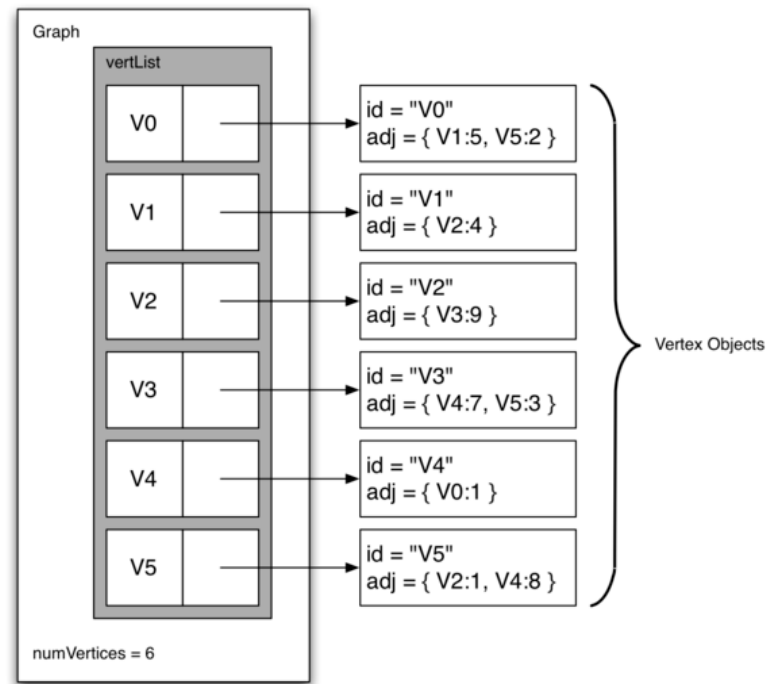 Graph
vertList
V0
id = "V0"
adj = { V1:5, V5:2 }
V1
id = "V1"
adj = { V2:4 }
V2
id = "V2"
adj = { V3:9 }
V3
id = "V3"
adj = { V4:7, V5:3 }
V4
id = "V4"
adj = { V0:1 }
V5
id = "V5"
adj = { V2:1, V4:8 }
Vertex Objects
numVertices = 6